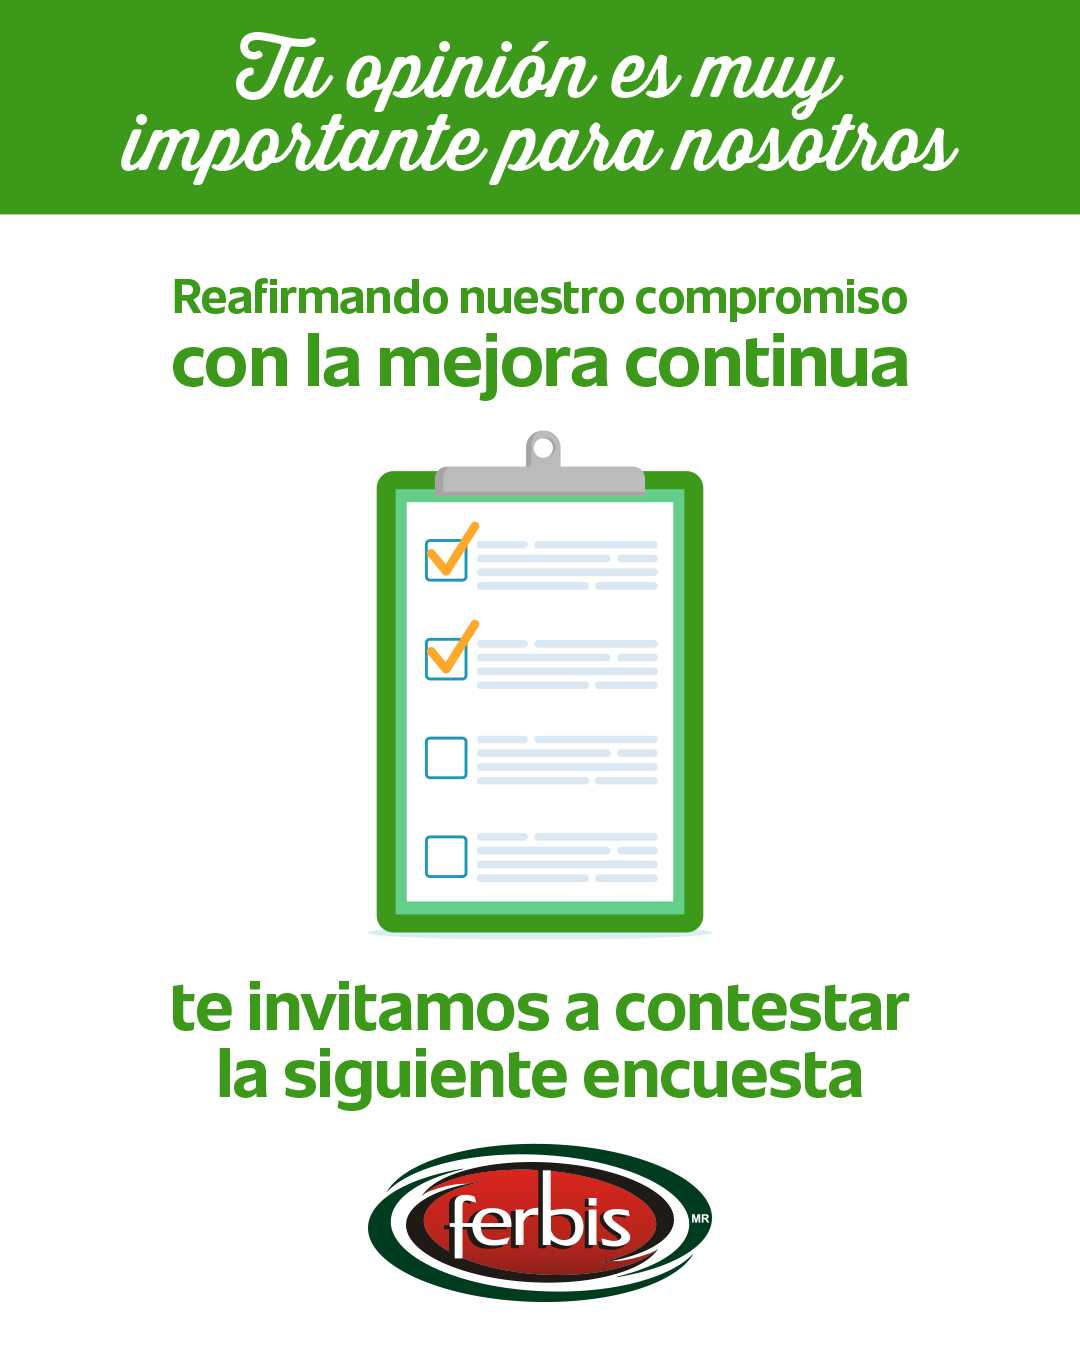 Tu opinión es muy
importante para nosotros
Reafirmando nuestro compromiso
con la mejora continua
te invitamos a contestar
la siguiente encuesta
ferbis
MR